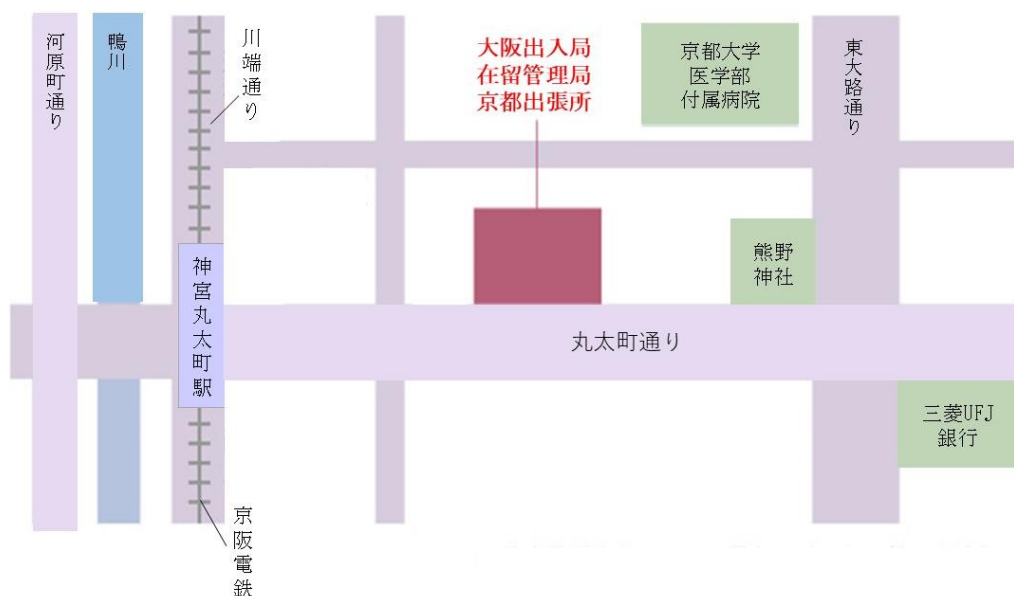 河原町通り
鴨川
川端通り
大阪出入局
在留管理局
京都出張所
京都大学
医学部
付属病院
東大路通り
熊野
神社
神宮丸太町駅
丸太町通り
三菱UFJ
銀行
京阪電鉄